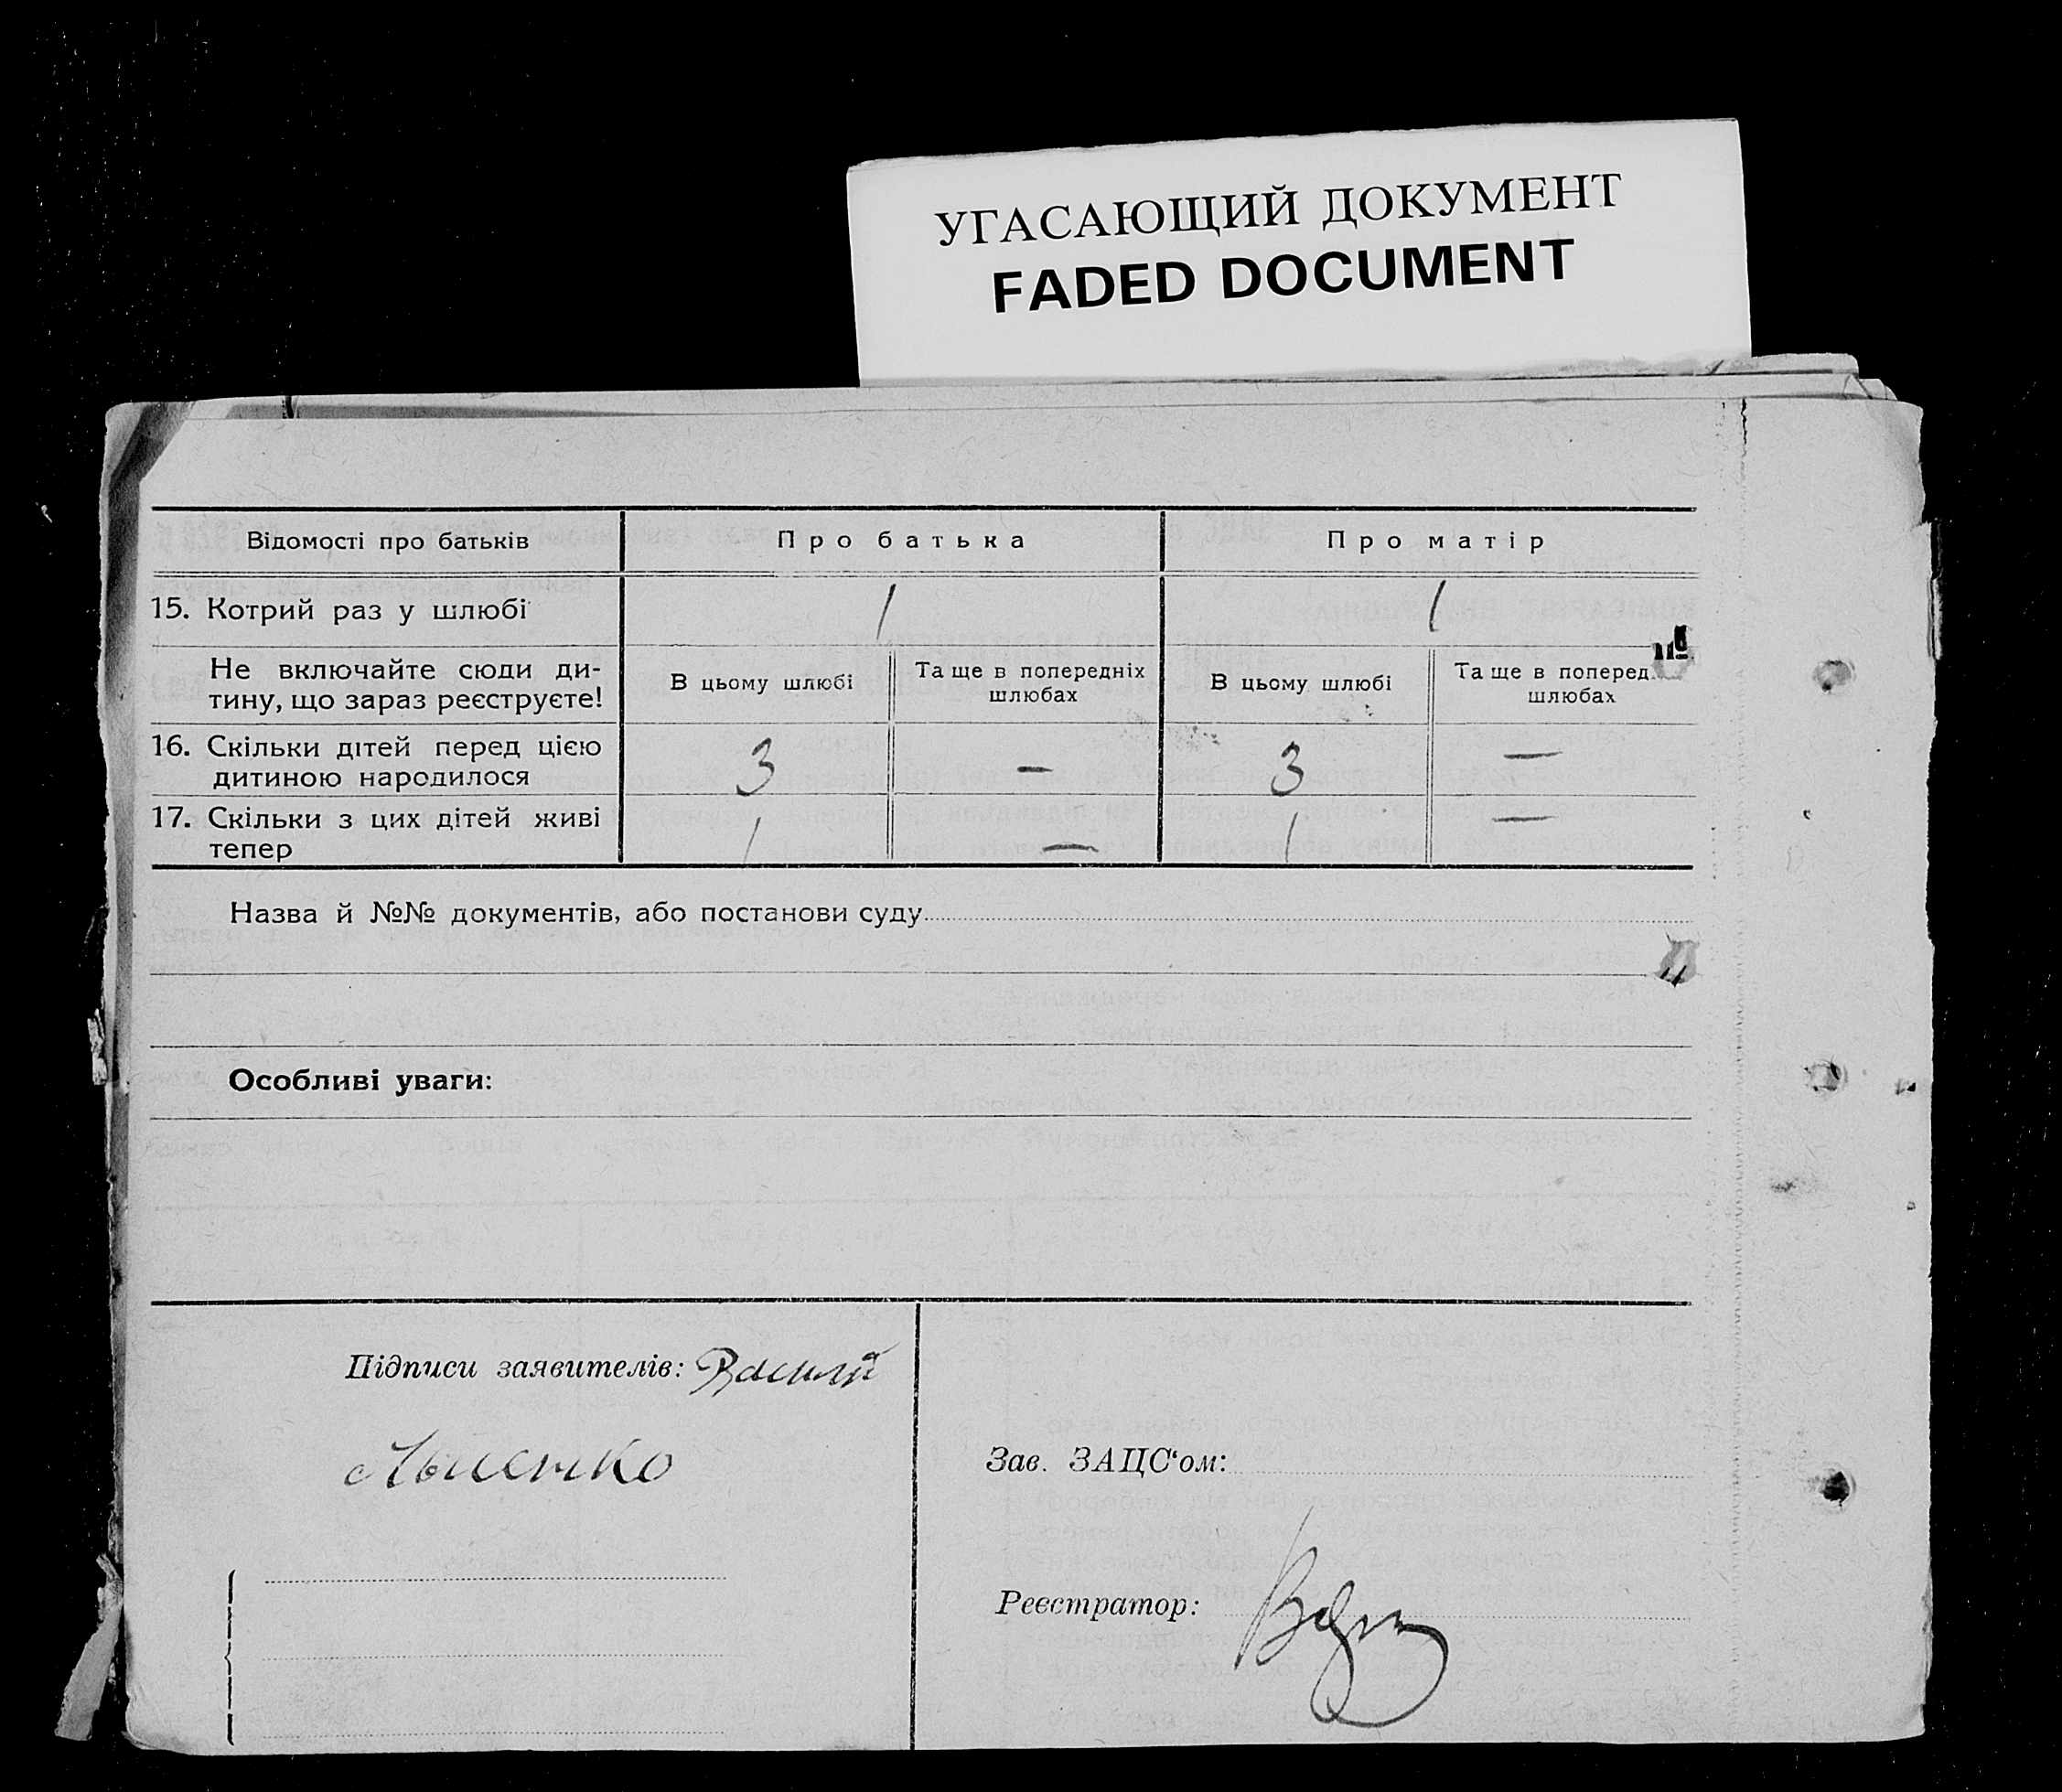 УГАСАЮЩИЙ ДОКУМЕНТ
FADED DOCUMENT
Відомості про батьків Про батька Про матір
15. Котрий раз у шлюбі 1 1
Не включайте сюди ди-
тину, що зараз реєструєте!
В цьому шлюбі Та ще в попередніх
шлюбах
В цьому шлюбі Та ще в поперед
шлюбах
16. Скільки дітей перед цією
дитиною народилося 3 — 3 —
17. Скільки з цих дітей живі
тепер 1 — 1 —
Назва й №№ документів, або постанови суду
Особливі уваги:
Підписи заявителів: Василь
Зав. ЗАЦС'ом:
Реєстратор: